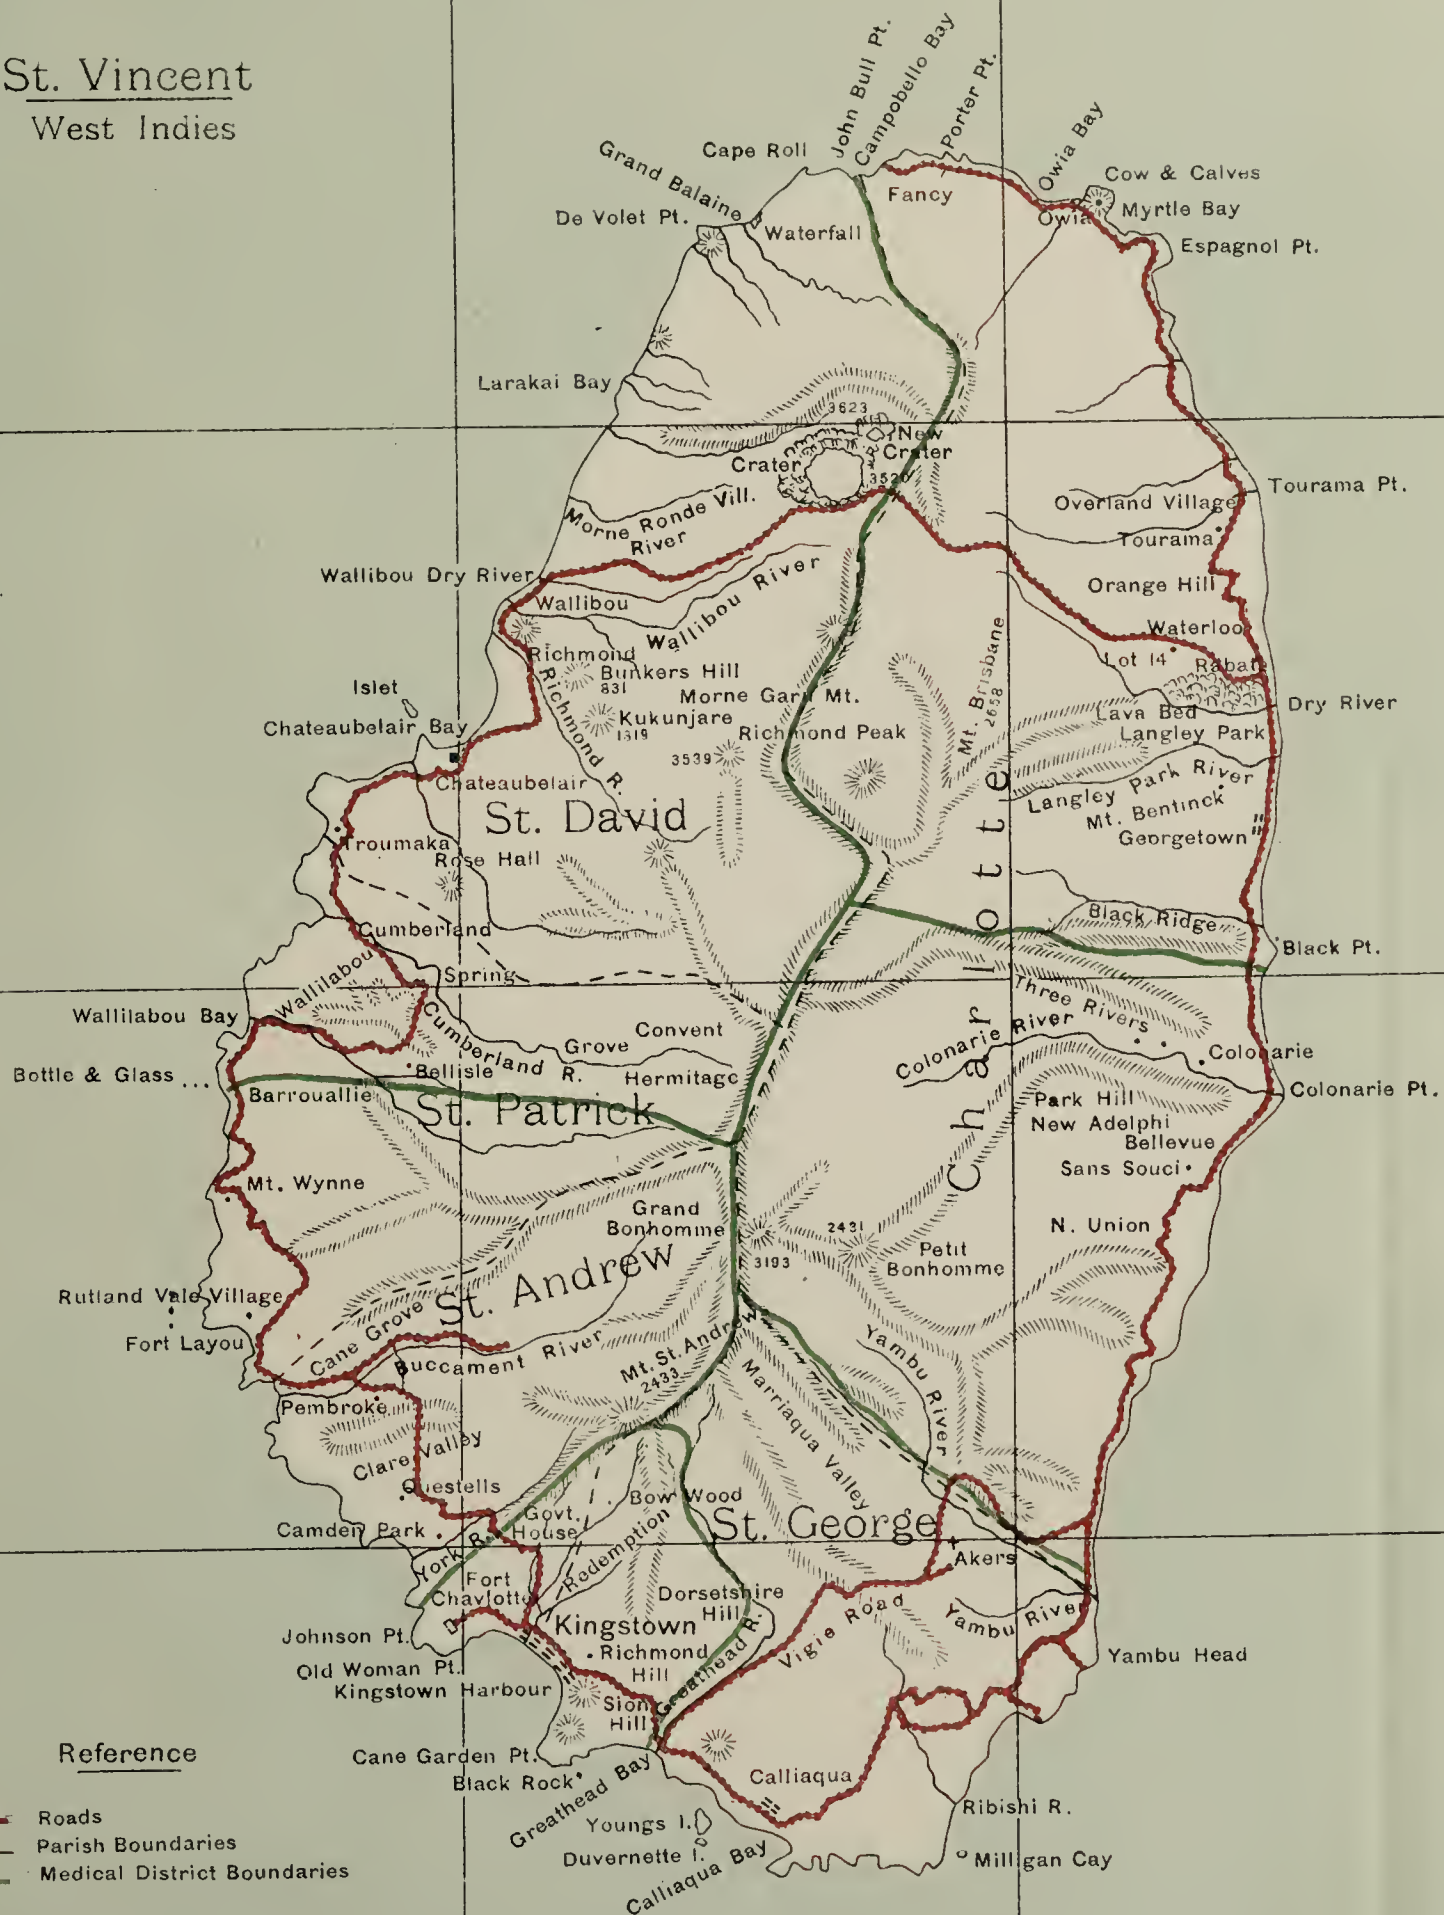 St. Vincent
West Indies
John Bull Pt.
Campobello Bay
Porter Pt.
Cape Roll
Grand Balaine
De Volet Pt.
Waterfall
Fancy
Owia Bay
Owia
Cow & Calves
Myrtle Bay
Espagnol Pt.
Larakai Bay
3623
New
Crater
Crater
3520
Morne Ronde Vill.
River
Overland Village
Tourama Pt.
Tourama
Wallibou Dry River
Wallibou
Wallibou River
Orange Hill
Waterloo
Lot 14
Rabate
Richmond
Bunkers Hill
831
Richmond R.
Morne Garu Mt.
Mt. Brisbane
2658
Islet
Chateaubelair Bay
Kukunjare
1319
Richmond Peak
3539
Lava Bed
Dry River
Langley Park
Langley Park River
Mt. Bentinck
Georgetown
Chateaubelair
St. David
Troumaka
Rose Hall
Charlotte
Cumberland
Black Ridge
Black Pt.
Wallilabou
Spring
Three Rivers
Wallilabou Bay
Cumberland R.
Grove
Convent
Colonarie River
Colonarie
Bottle & Glass ...
Bellisle
Hermitage
Colonarie Pt.
Barrouallie
St. Patrick
Park Hill
New Adelphi
Bellevue
Sans Souci
Mt. Wynne
Grand
Bonhomme
3193
2431
Petit
Bonhomme
N. Union
St. Andrew
Rutland Vale Village
Fort Layou
Cane Grove
Buccament River
Mt. St. Andrew
2433
Marriaqua Valley
Yambu River
Pembroke
Clare Valley
Questells
Bow Wood
St. George
Camden Park
York R.
Govt.
House
Redemption
Akers
Fort
Chavlotte
Kingstown
Dorsetshire
Hill
Vigie Road
Yambu River
Johnson Pt.
Richmond
Hill
Greathead R.
Yambu Head
Old Woman Pt.
Kingstown Harbour
Sion
Hill
Cane Garden Pt.
Black Rock
Greathead Bay
Calliaqua
Ribishi R.
Youngs I.
Duvernette I.
Calliaqua Bay
Milligan Cay
Reference
Roads
Parish Boundaries
Medical District Boundaries